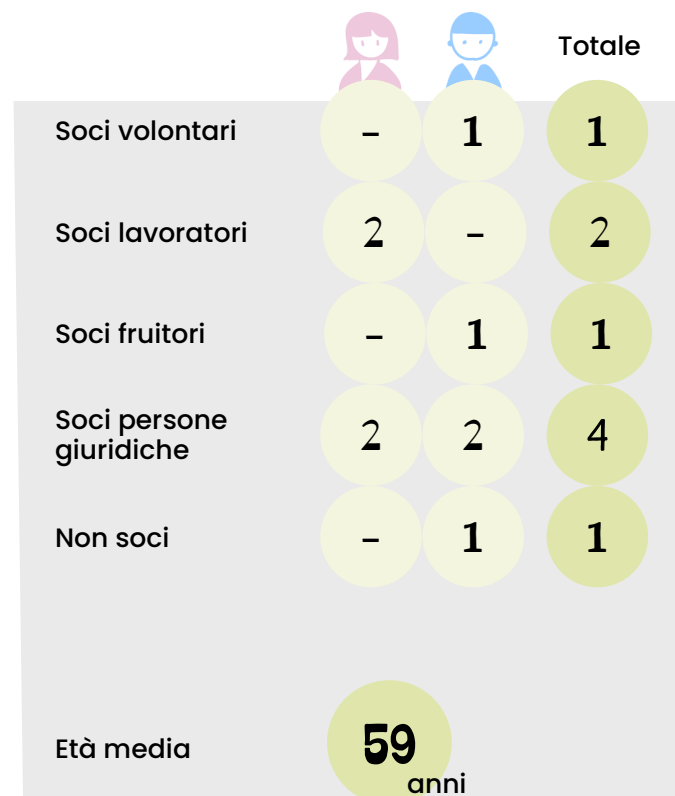 Totale
Soci volontari - 1 1
Soci lavoratori 2 - 2
Soci fruitori - 1 1
Soci persone
giuridiche 2 2 4
Non soci - 1 1
Età media 59
anni